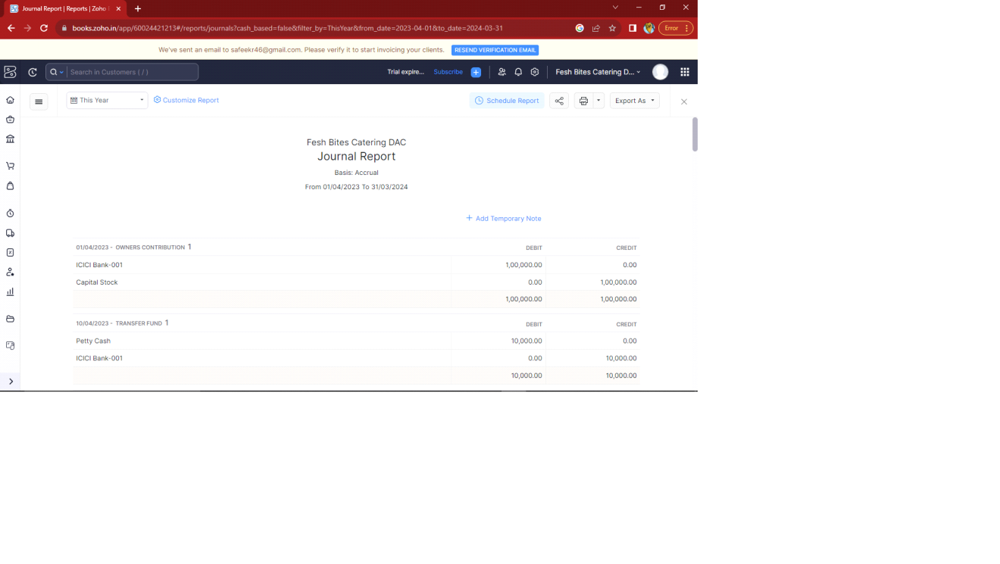 Journal Report | Reports | Zoho
books.zoho.in/app/60024421213#/reports/journals?cash_based=false&filter_by=ThisYear&from_date=2023-04-01&to_date=2024-03-31
Error
We've sent an email to safeekr46@gmail.com. Please verify it to start invoicing your clients. RESEND VERIFICATION EMAIL
Search in Customers ( / )
Trial expire... Subscribe Fesh Bites Catering D...
This Year Customize Report Schedule Report Export As
Fesh Bites Catering DAC
Journal Report
Basis: Accrual
From 01/04/2023 To 31/03/2024
+ Add Temporary Note
01/04/2023 - OWNERS CONTRIBUTION 1 DEBIT CREDIT
ICICI Bank-001 1,00,000.00 0.00
Capital Stock 0.00 1,00,000.00
1,00,000.00 1,00,000.00
10/04/2023 - TRANSFER FUND 1 DEBIT CREDIT
Petty Cash 10,000.00 0.00
ICICI Bank-001 0.00 10,000.00
10,000.00 10,000.00